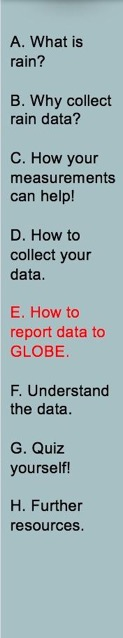 A. What is
rain?
B. Why collect
rain data?
C. How your
measurements
can help!
D. How to
collect your
data.
E. How to
report data to
GLOBE.
F. Understand
the data.
G. Quiz
yourself!
H. Further
resources.